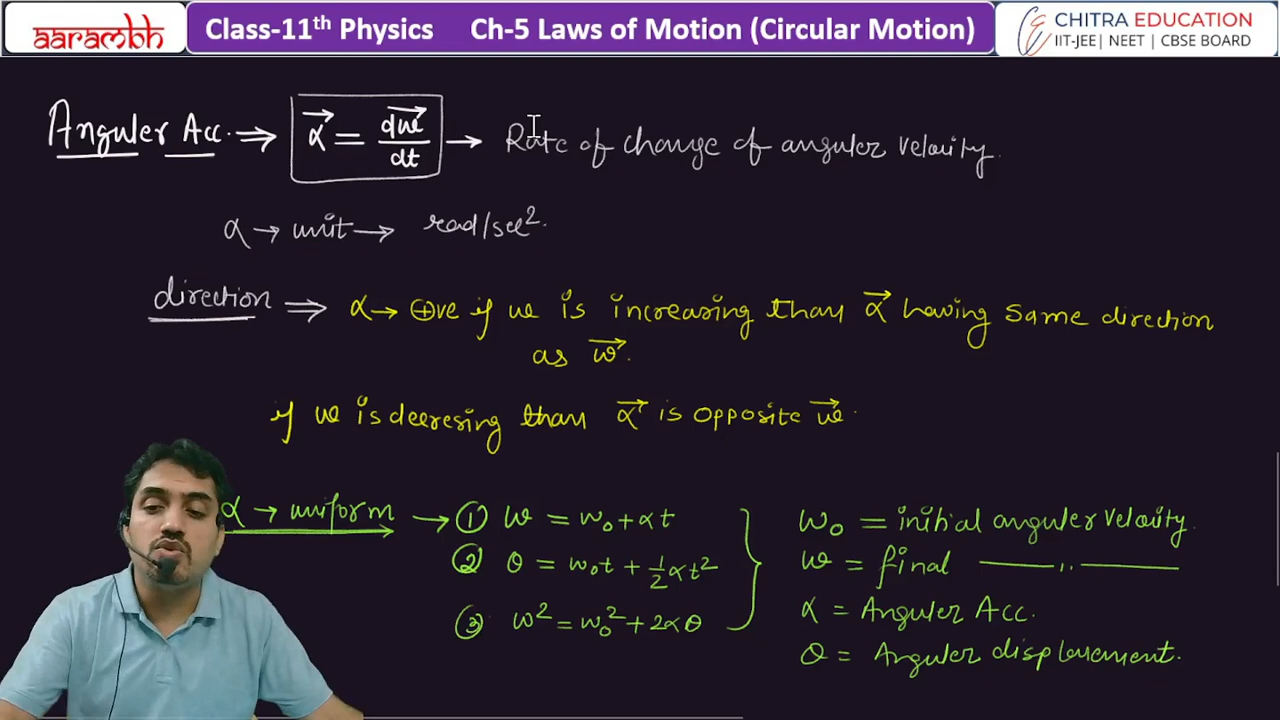 aarambh
Class-11th Physics Ch-5 Laws of Motion (Circular Motion)
CHITRA EDUCATION
IIT-JEE| NEET | CBSE BOARD
Anguler Acc. ⇒ α⃗ = dω⃗/dt → Rate of change of anguler velocity.
α → unit → read/sec².
direction ⇒ α → ⊕ve if ω is increasing than α⃗ having same direction
as ω⃗.
if ω is decresing than α⃗ is opposite ω⃗.
α → uniform → ① ω = ω₀ + αt
② θ = ω₀t + ½αt²
③ ω² = ω₀² + 2αθ
ω₀ = initial anguler velocity.
ω = final —— ,, ——
α = Anguler Acc.
θ = Anguler displacement.